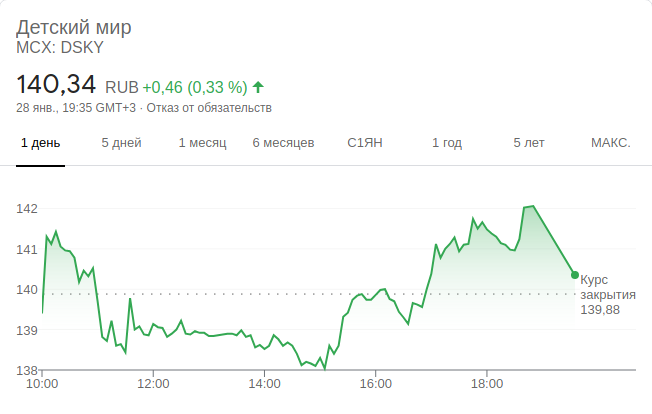 Детский мир
MCX: DSKY
140,34 RUB +0,46 (0,33 %)
28 янв., 19:35 GMT+3 · Отказ от обязательств
1 день 5 дней 1 месяц 6 месяцев С1ЯН 1 год 5 лет МАКС.
142
141
140
139
138
Курс
закрытия
139,88
10:00 12:00 14:00 16:00 18:00